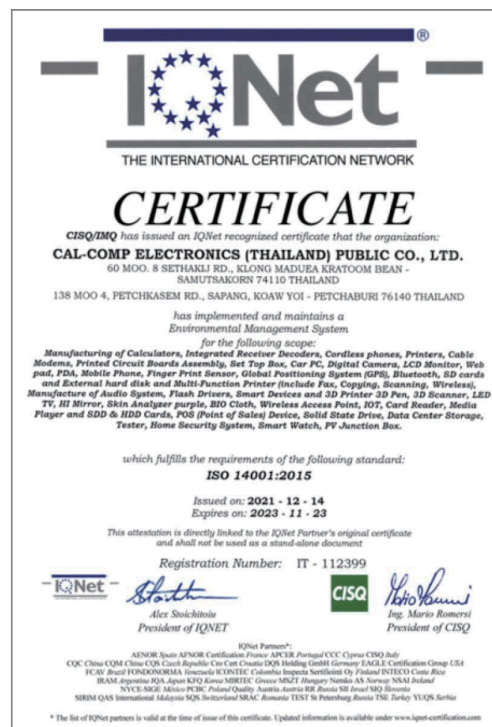 IQNet®
THE INTERNATIONAL CERTIFICATION NETWORK
CERTIFICATE
CISQ/IMQ has issued an IQNet recognized certificate that the organization:
CAL-COMP ELECTRONICS (THAILAND) PUBLIC CO., LTD.
60 MOO. 8 SETHAKIJ RD., KLONG MADUEA KRATOOM BEAN -
SAMUTSAKORN 74110 THAILAND
138 MOO 4, PETCHKASEM RD., SAPANG, KOAW YOI - PETCHABURI 76140 THAILAND
has implemented and maintains a
Environmental Management System
for the following scope:
Manufacturing of Calculators, Integrated Receiver Decoders, Cordless phones, Printers, Cable
Modems, Printed Circuit Boards Assembly, Set Top Box, Car PC, Digital Camera, LCD Monitor, Web
pad, PDA, Mobile Phone, Finger Print Sensor, Global Positioning System (GPS), Bluetooth, SD cards
and External hard disk and Multi-Function Printer (include Fax, Copying, Scanning, Wireless),
Manufacture of Audio System, Flash Drivers, Smart Devices and 3D Printer 3D Pen, 3D Scanner, LED
TV, HI Mirror, Skin Analyzer purple, BIO Cloth, Wireless Access Point, IOT, Card Reader, Media
Player and SDD & HDD Cards, POS (Point of Sales) Device, Solid State Drive, Data Center Storage,
Tester, Home Security System, Smart Watch, PV Junction Box.
which fulfills the requirements of the following standard:
ISO 14001:2015
Issued on: 2021 - 12 - 14
Expires on: 2023 - 11 - 23
This attestation is directly linked to the IQNet Partner's original certificate
and shall not be used as a stand-alone document
Registration Number: IT - 112399
IQNet
CISQ
Alex Stoichitoiu
President of IQNET
Ing. Mario Romersi
President of CISQ
IQNet Partners*:
AENOR Spain AFNOR Certification France APCER Portugal CCC Cyprus CISQ Italy
CQC China CQM China CQS Czech Republic Cro Cert Croatia DQS Holding GmbH Germany EAGLE Certification Group USA
FCAV Brazil FONDONORMA Venezuela ICONTEC Colombia Inspecta Sertifiointi Oy Finland INTECO Costa Rica
IRAM Argentina JQA Japan KFQ Korea MIRTEC Greece MSZT Hungary Nemko AS Norway NSAI Ireland
NYCE-SIGE México PCBC Poland Quality Austria Austria RR Russia SII Israel SIQ Slovenia
SIRIM QAS International Malaysia SQS Switzerland SRAC Romania TEST St Petersburg Russia TSE Turkey YUQS Serbia
* The list of IQNet partners is valid at the time of issue of this certificate. Updated information is available under www.iqnet-certification.com